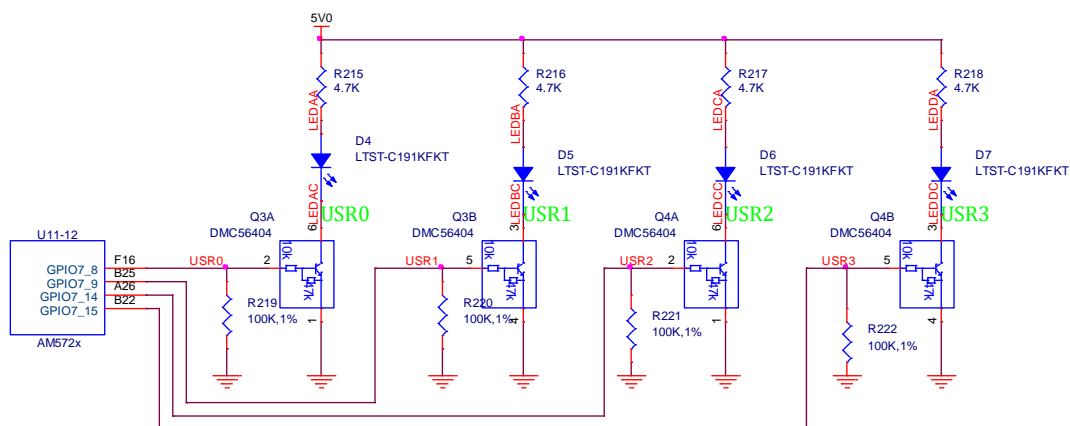 5V0
R215
4.7K
R216
4.7K
R217
4.7K
R218
4.7K
LEDAA
LEDBA
LEDCA
LEDDA
D4
LTST-C191KFKT
D5
LTST-C191KFKT
D6
LTST-C191KFKT
D7
LTST-C191KFKT
LEDAC
LEDBC
LEDCC
LEDDC
USR0
USR1
USR2
USR3
Q3A
DMC56404
Q3B
DMC56404
Q4A
DMC56404
Q4B
DMC56404
6
3
6
3
10k
10k
10k
10k
47k
47k
47k
47k
U11-12
GPIO7_8
GPIO7_9
GPIO7_14
GPIO7_15
F16
B25
A26
B22
AM572x
USR0
2
USR1
5
USR2
2
USR3
5
R219
100K,1%
R220
100K,1%
R221
100K,1%
R222
100K,1%
1
4
1
4